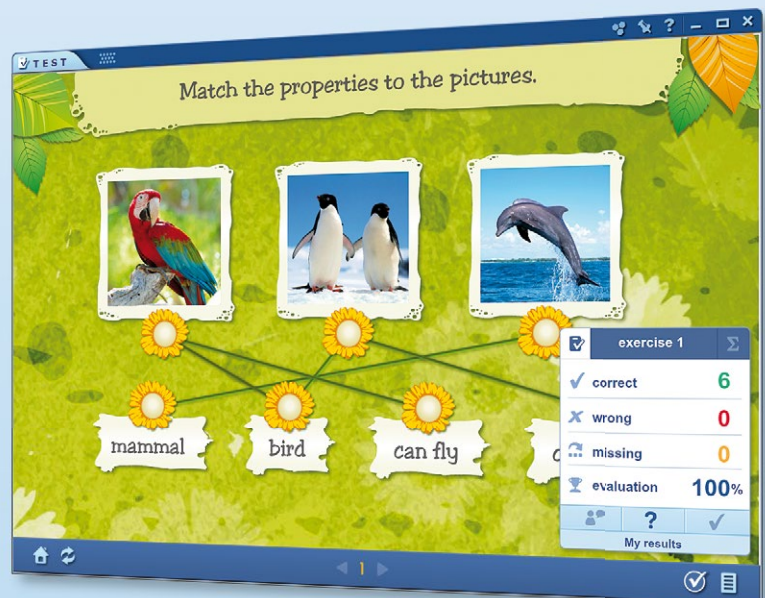 TEST
?
Match the properties to the pictures.
exercise 1 Σ
correct 6
wrong 0
missing 0
evaluation 100%
?
My results
mammal bird can fly
1